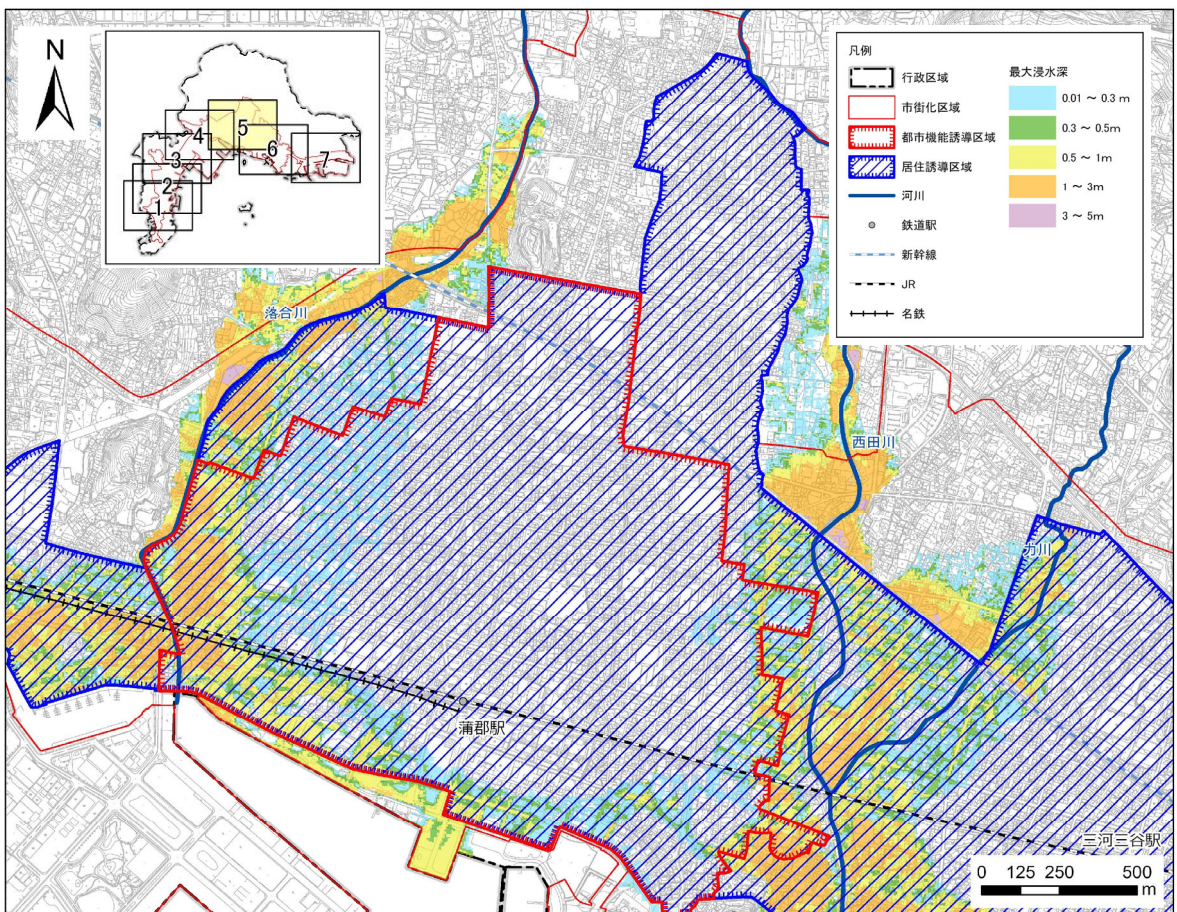 N
4
5
3
6
7
2
1
凡例
行政区域
市街化区域
都市機能誘導区域
居住誘導区域
河川
鉄道駅
新幹線
JR
名鉄
最大浸水深
0.01 ～ 0.3 m
0.3 ～ 0.5m
0.5 ～ 1m
1 ～ 3m
3 ～ 5m
落合川
西田川
力川
蒲郡駅
三河三谷駅
0 125 250 500
m